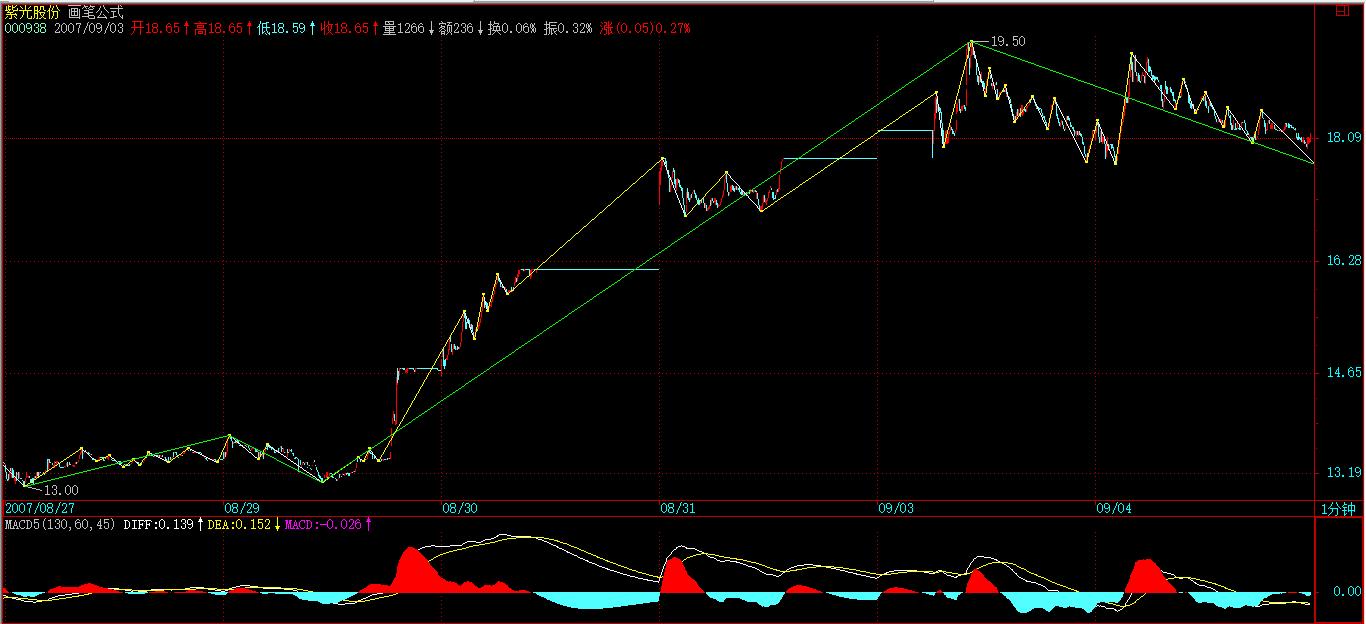 紫光股份 画笔公式
000938 2007/09/03 开18.65↑高18.65↑低18.59↑收18.65↑量1266↓额236↓换0.06% 振0.32% 涨(0.05)0.27%
19.50
18.09
16.28
14.65
13.19
13.00
2007/08/27 08/29 08/30 08/31 09/03 09/04 1分钟
MACD5(130,60,45) DIFF:0.139↑DEA:0.152↓MACD:-0.026↑
0.00